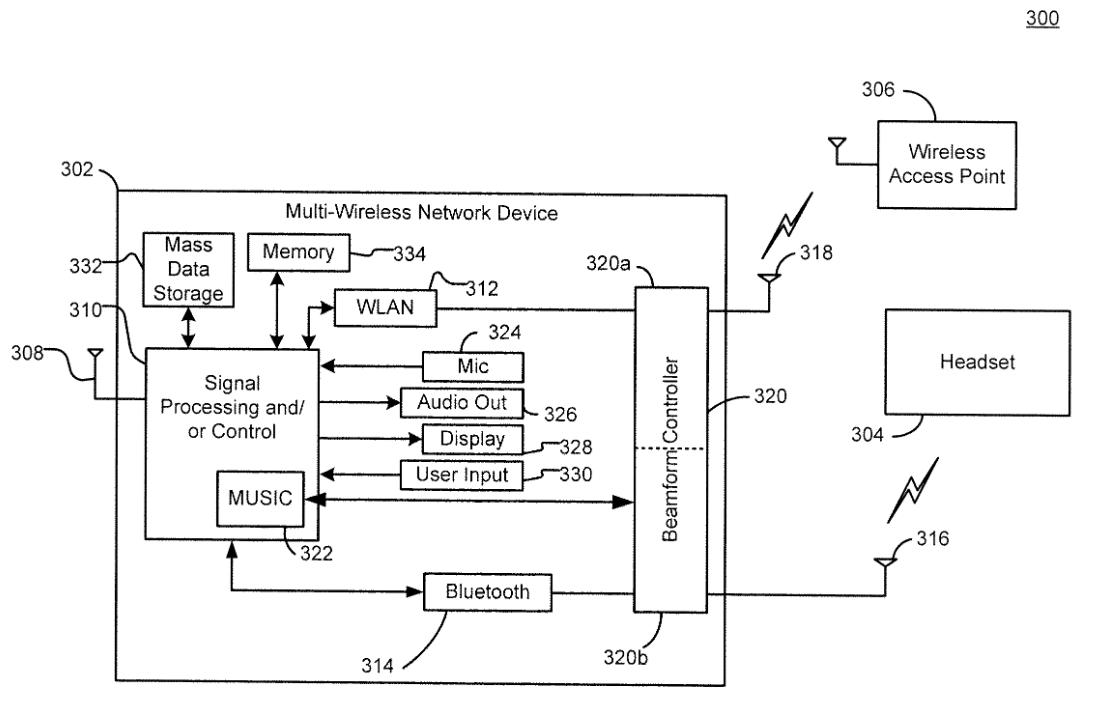 300
306
Wireless
Access Point
302
Multi-Wireless Network Device
332
Mass
Data
Storage
Memory
334
320a
318
310
WLAN
312
308
324
Mic
Headset
Signal
Processing and/
or Control
Audio Out
326
Controller
320
Display
328
304
User Input
330
Beamform
MUSIC
322
316
Bluetooth
314
320b